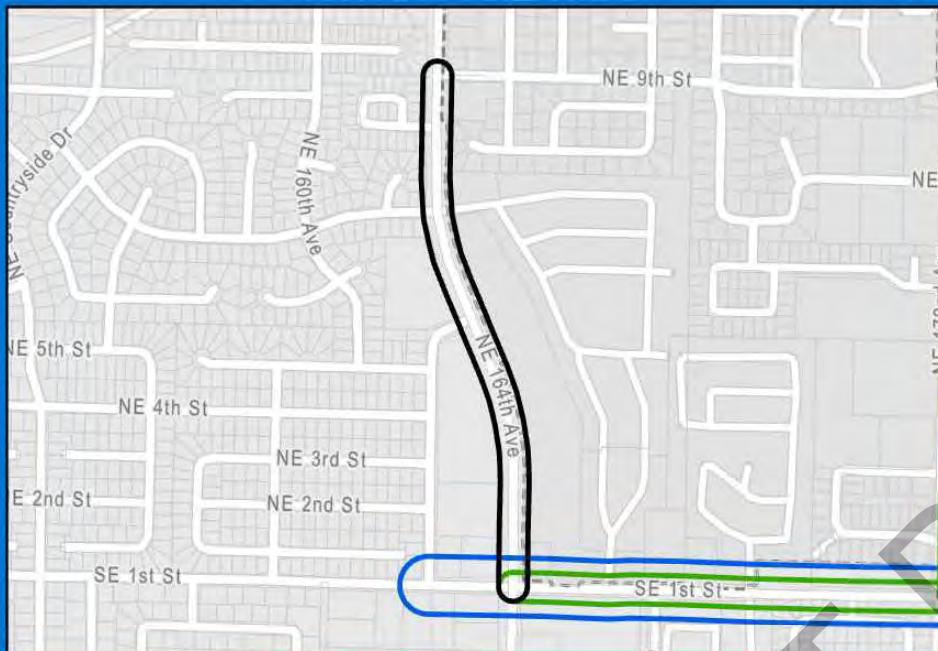 NE 9th St
NE Countryside Dr
NE 160th Ave
NE
NE 164th Ave
NE 5th St
NE 4th St
NE 3rd St
E 2nd St
NE 2nd St
SE 1st St
SE 1st St